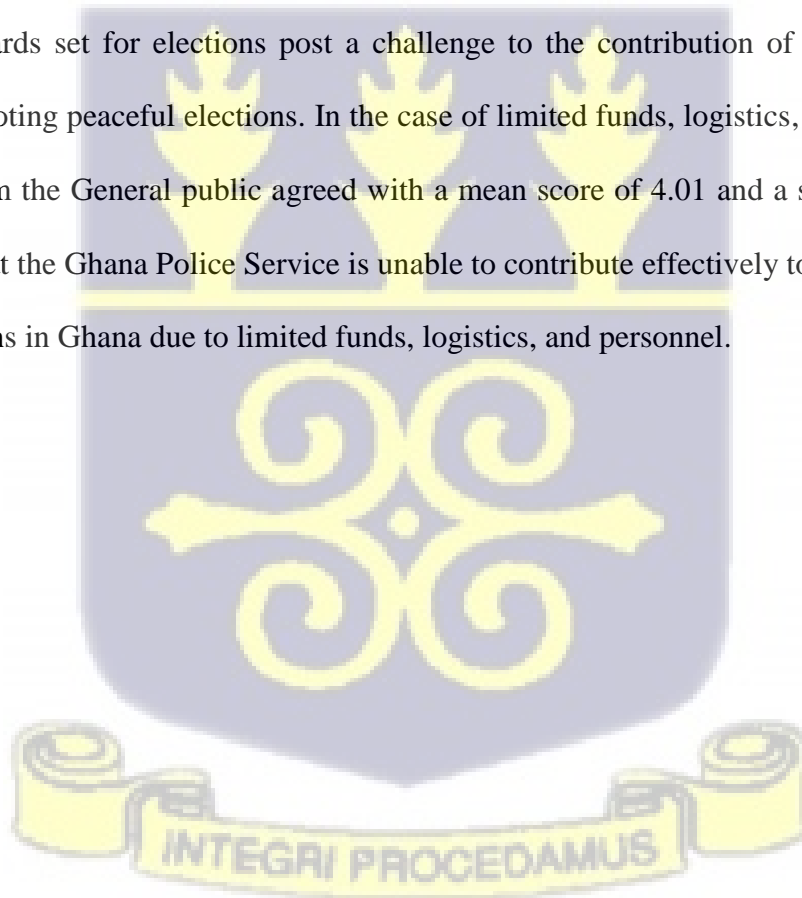 ards set for elections post a challenge to the contribution of
oting peaceful elections. In the case of limited funds, logistics,
m the General public agreed with a mean score of 4.01 and a s
t the Ghana Police Service is unable to contribute effectively to
ns in Ghana due to limited funds, logistics, and personnel.
INTEGRI PROCEDAMUS